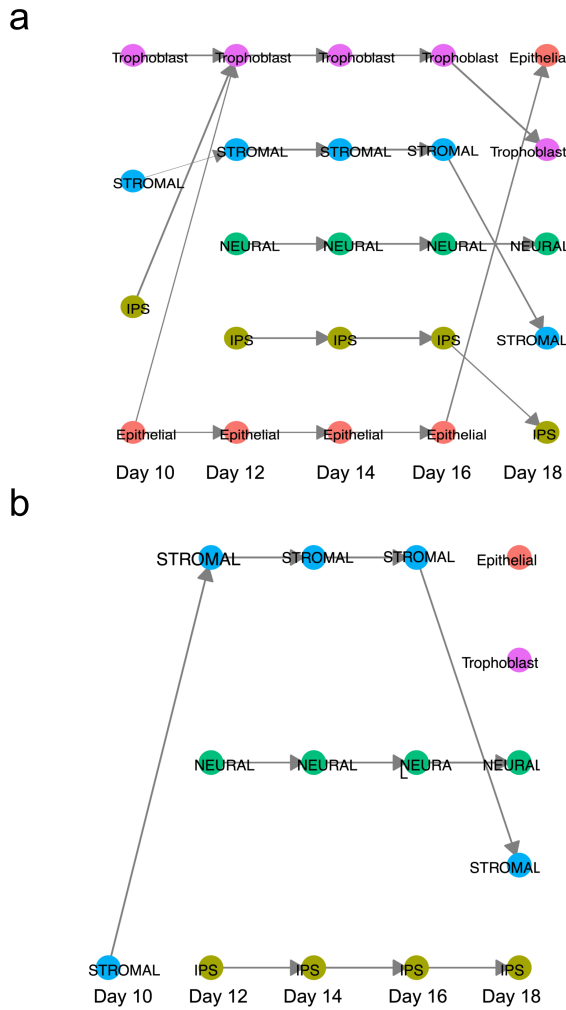 a
Trophoblast Trophoblast Trophoblast Trophoblast Epithelia
STROMAL STROMAL STROMAL Trophoblast
STROMAL
NEURAL NEURAL NEURAL NEURAL
IPS
IPS IPS IPS STROMAL
Epithelial Epithelial Epithelial Epithelial IPS
Day 10 Day 12 Day 14 Day 16 Day 18
b
STROMAL STROMAL STROMAL Epithelial
Trophoblast
NEURAL NEURAL NEURA NEURAL
L
STROMAL
STROMAL IPS IPS IPS IPS
Day 10 Day 12 Day 14 Day 16 Day 18